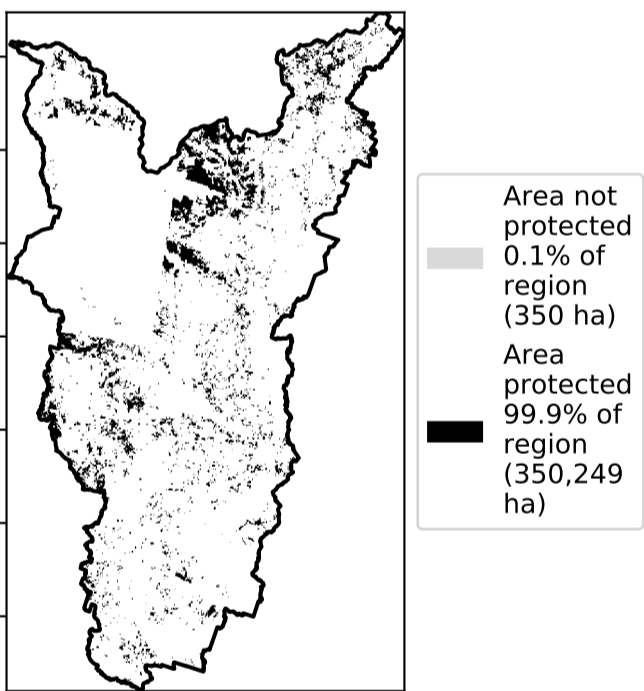 Area not
protected
0.1% of
region
(350 ha)
Area
protected
99.9% of
region
(350,249
ha)